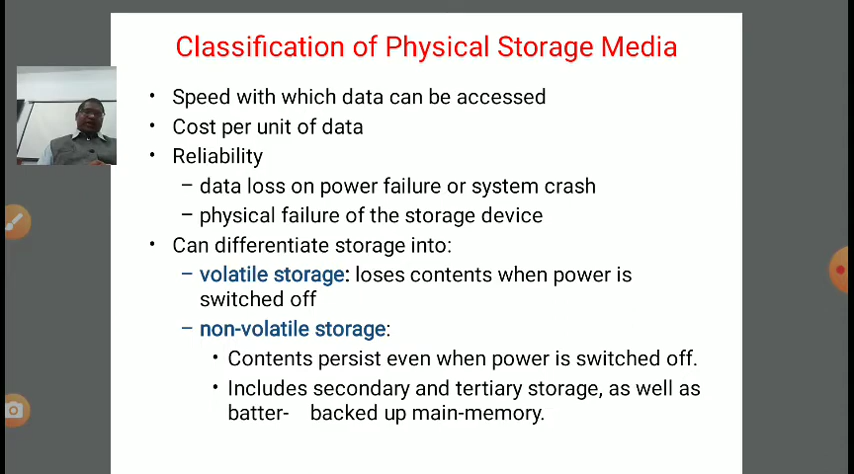 Classification of Physical Storage Media
• Speed with which data can be accessed
• Cost per unit of data
• Reliability
– data loss on power failure or system crash
– physical failure of the storage device
• Can differentiate storage into:
– volatile storage: loses contents when power is
switched off
– non-volatile storage:
• Contents persist even when power is switched off.
• Includes secondary and tertiary storage, as well as
batter- backed up main-memory.